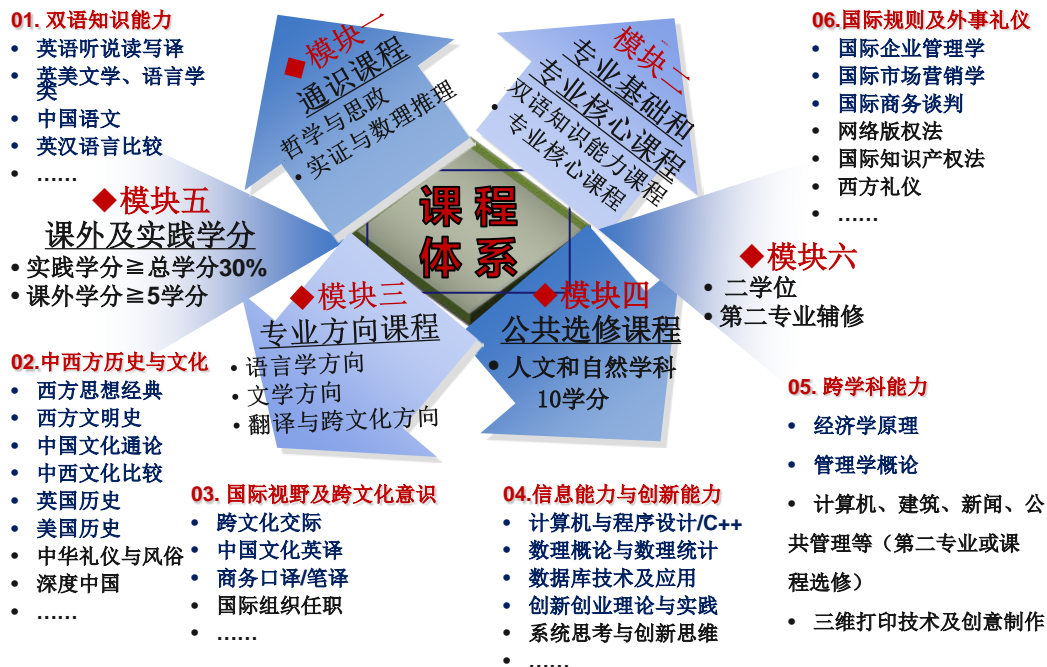 01. 双语知识能力
• 英语听说读写译
• 英美文学、语言学
类
• 中国语文
• 英汉语言比较
• ……
◆模块一
通识课程
哲学与思政
• 实证与数理推理
模块二
专业基础和
专业核心课程
• 双语知识能力课程
专业核心课程
06.国际规则及外事礼仪
• 国际企业管理学
• 国际市场营销学
• 国际商务谈判
• 网络版权法
• 国际知识产权法
• 西方礼仪
• ……
课 程
体 系
◆模块五
课外及实践学分
• 实践学分≧总学分30%
• 课外学分≧5学分
◆模块三
专业方向课程
• 语言学方向
• 文学方向
• 翻译与跨文化方向
◆模块四
公共选修课程
• 人文和自然学科
10学分
◆模块六
• 二学位
• 第二专业辅修
02.中西方历史与文化
• 西方思想经典
• 西方文明史
• 中国文化通论
• 中西文化比较
• 英国历史
• 美国历史
• 中华礼仪与风俗
• 深度中国
• ……
03. 国际视野及跨文化意识
• 跨文化交际
• 中国文化英译
• 商务口译/笔译
• 国际组织任职
• ……
04.信息能力与创新能力
• 计算机与程序设计/C++
• 数理概论与数理统计
• 数据库技术及应用
• 创新创业理论与实践
• 系统思考与创新思维
• ……
05. 跨学科能力
• 经济学原理
• 管理学概论
• 计算机、建筑、新闻、公
共管理等（第二专业或课
程选修）
• 三维打印技术及创意制作